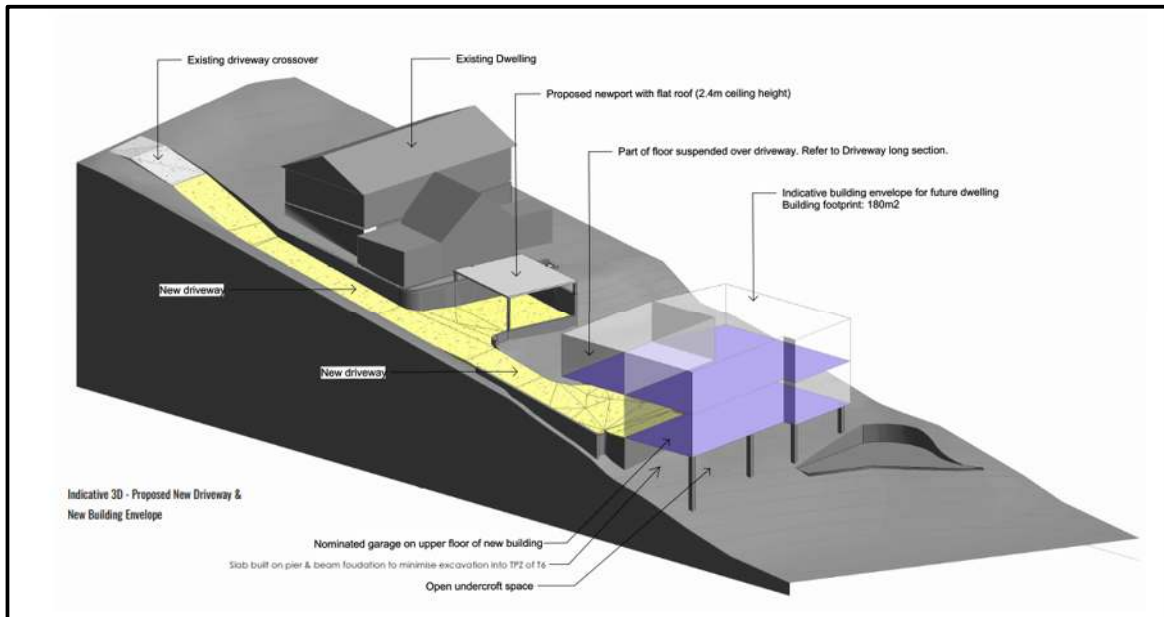 Existing driveway crossover
Existing Dwelling
Proposed newport with flat roof (2.4m ceiling height)
Part of floor suspended over driveway. Refer to Driveway long section.
Indicative building envelope for future dwelling
Building footprint: 180m2
New driveway
New driveway
Indicative 3D - Proposed New Driveway &
New Building Envelope
Nominated garage on upper floor of new building
Slab built on pier & beam foudation to minimise excavation into TPZ of T6
Open undercroft space